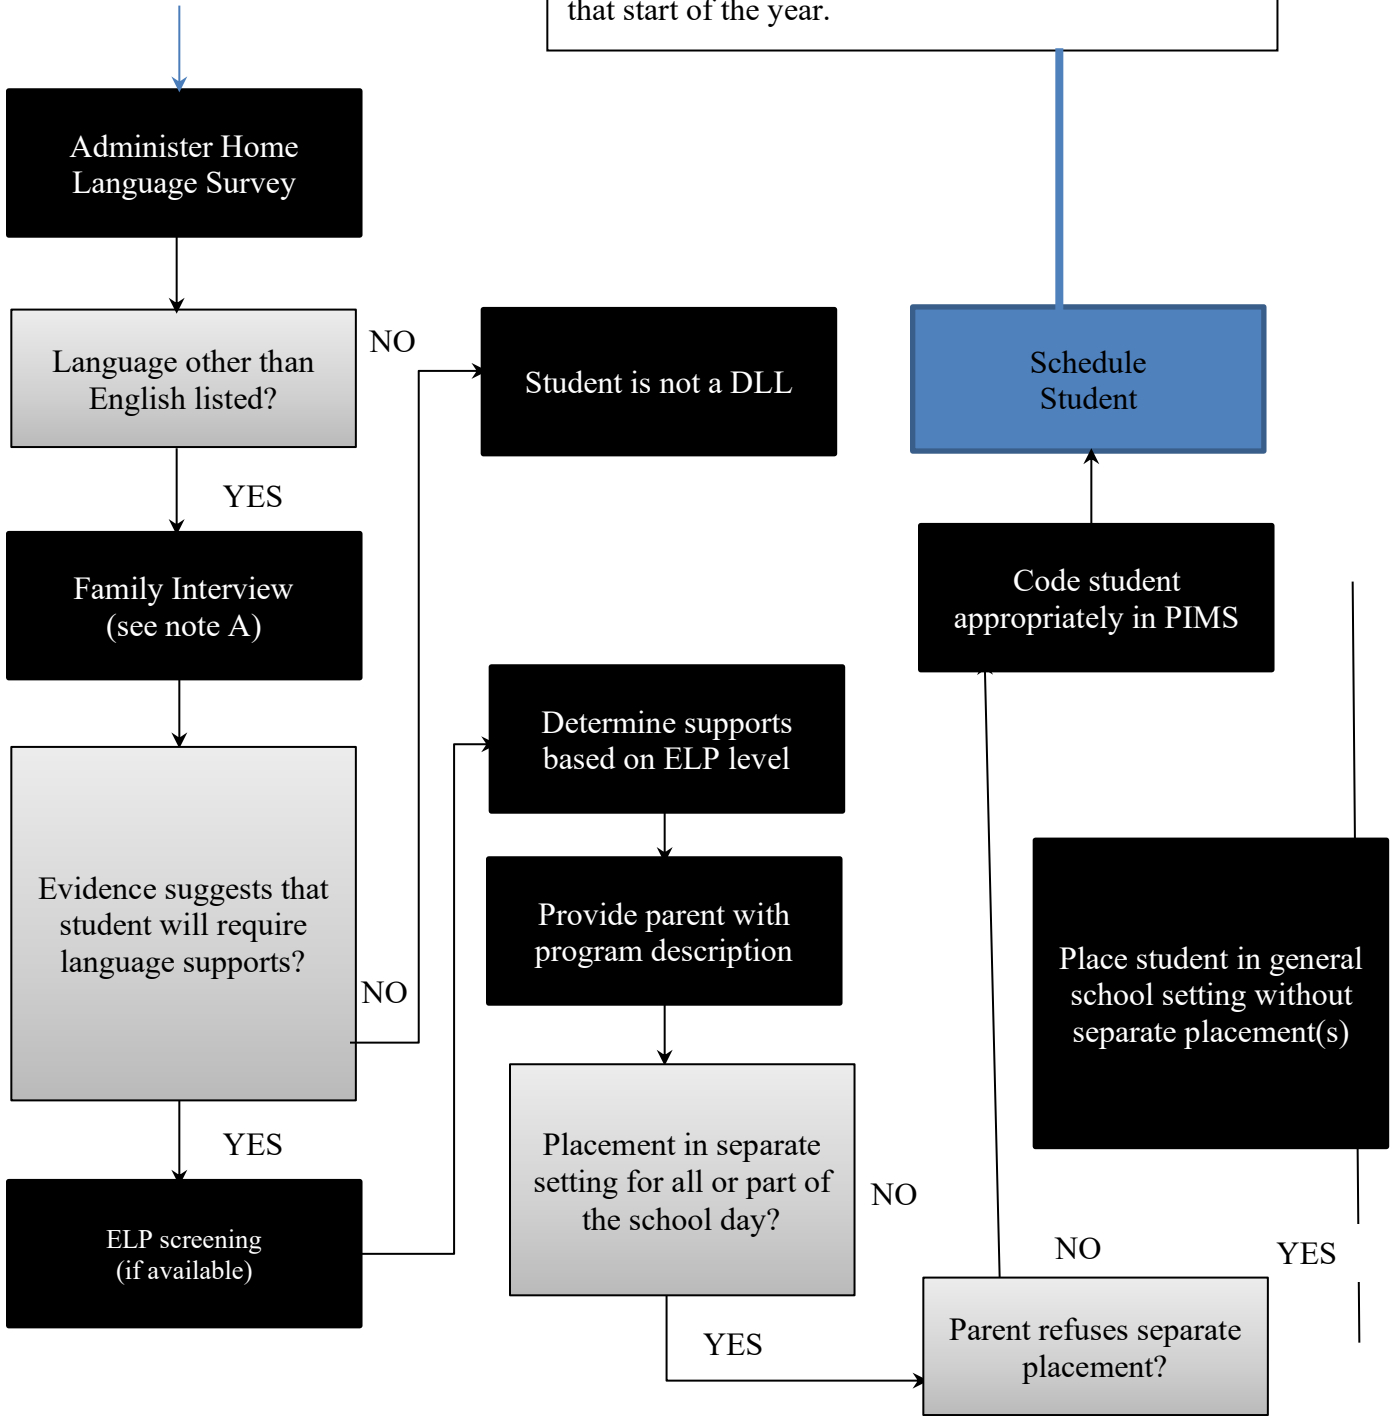 that start of the year.
Administer Home
Language Survey
Language other than
English listed?
NO
Student is not a DLL
Schedule
Student
YES
Family Interview
(see note A)
Code student
appropriately in PIMS
Determine supports
based on ELP level
Evidence suggests that
student will require
language supports?
NO
Provide parent with
program description
Place student in general
school setting without
separate placement(s)
YES
Placement in separate
setting for all or part of
the school day?
NO
ELP screening
(if available)
NO
YES
YES
Parent refuses separate
placement?